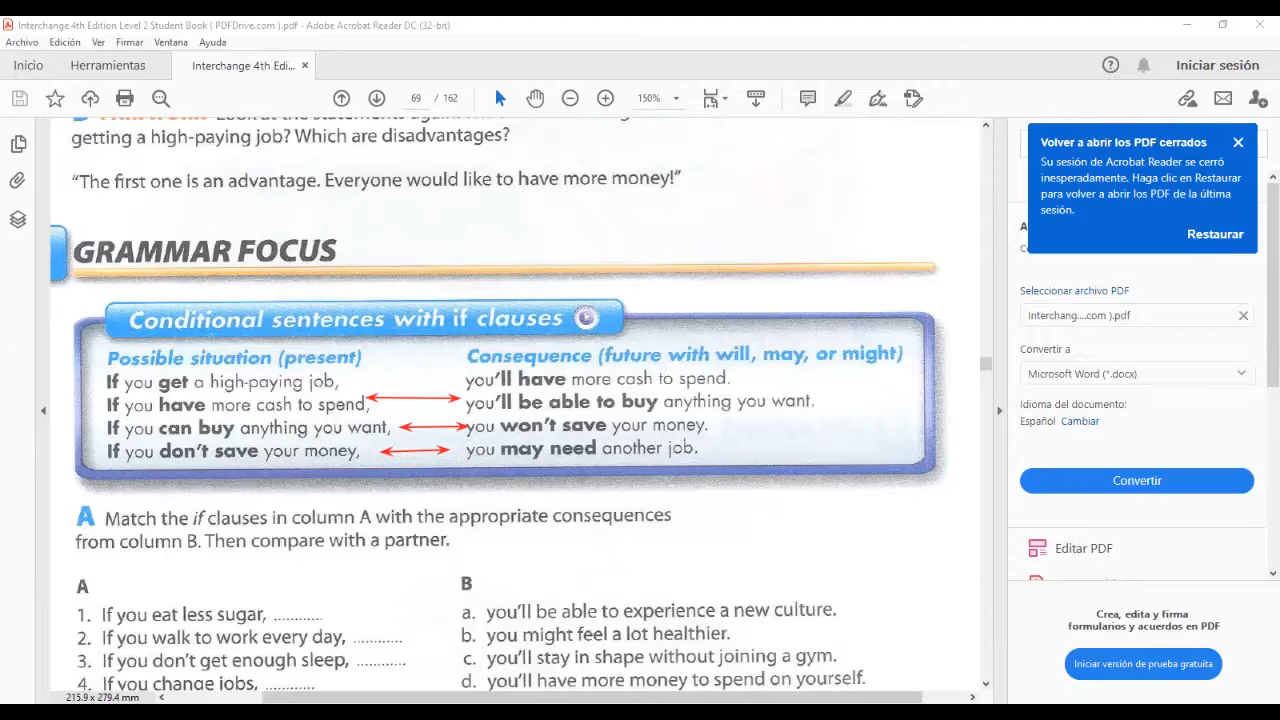 Interchange 4th Edition Level 2 Student Book ( PDFDrive.com ).pdf - Adobe Acrobat Reader DC (32-bit)
Archivo Edición Ver Firmar Ventana Ayuda
Inicio Herramientas Interchange 4th Edi... × Iniciar sesión
69 / 162 150%
getting a high-paying job? Which are disadvantages?
"The first one is an advantage. Everyone would like to have more money!"
GRAMMAR FOCUS
Conditional sentences with if clauses
Possible situation (present) Consequence (future with will, may, or might)
If you get a high-paying job, you'll have more cash to spend.
If you have more cash to spend, you'll be able to buy anything you want.
If you can buy anything you want, you won't save your money.
If you don't save your money, you may need another job.
A Match the if clauses in column A with the appropriate consequences
from column B. Then compare with a partner.
A B
1. If you eat less sugar, ............ a. you'll be able to experience a new culture.
2. If you walk to work every day, ............ b. you might feel a lot healthier.
3. If you don't get enough sleep, ............ c. you'll stay in shape without joining a gym.
4. If you change jobs, ............ d. you'll have more money to spend on yourself.
215.9 x 279.4 mm
Volver a abrir los PDF cerrados
Su sesión de Acrobat Reader se cerró
inesperadamente. Haga clic en Restaurar
para volver a abrir los PDF de la última
sesión.
Restaurar
Seleccionar archivo PDF
Interchang....com ).pdf
Convertir a
Microsoft Word (*.docx)
Idioma del documento:
Español Cambiar
Convertir
Editar PDF
Crea, edita y firma
formularios y acuerdos en PDF
Iniciar versión de prueba gratuita